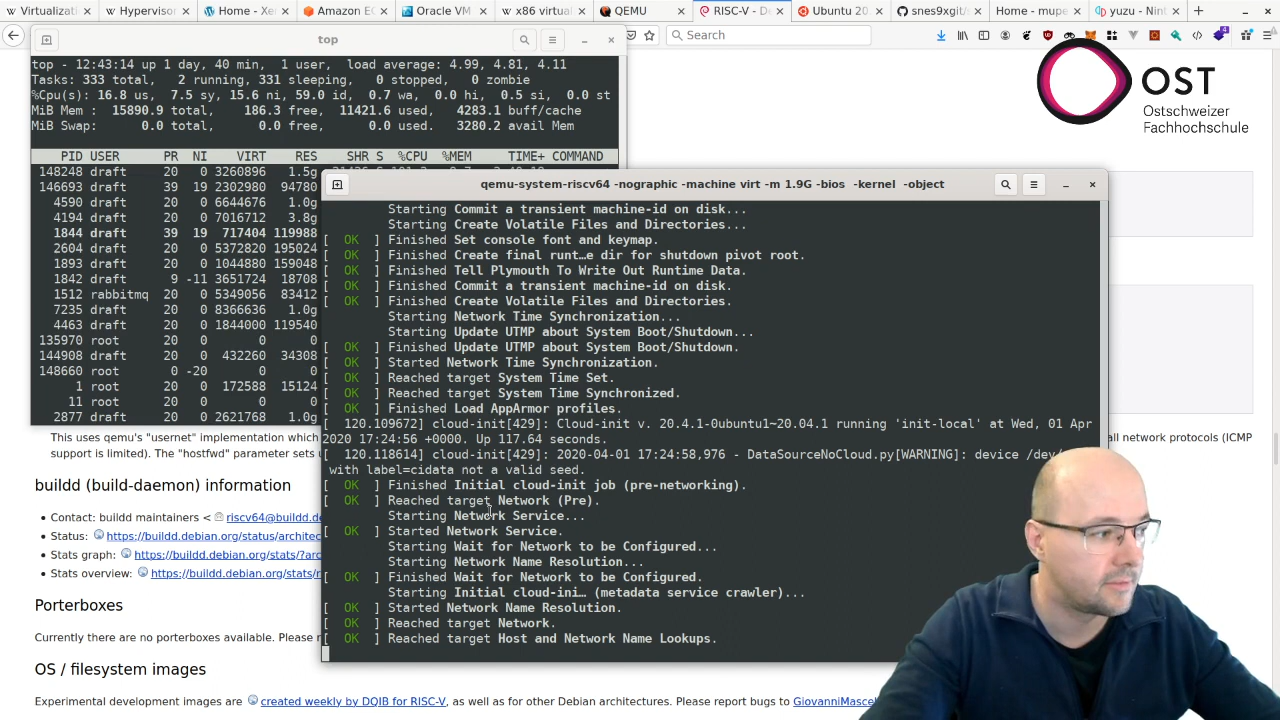 Virtualizati
Hypervisor
Home - Xe
Amazon EC
Oracle VM
x86 virtua
QEMU
RISC-V - De
Ubuntu 20
snes9xgit/s
Home - mupe
yuzu - Nint
Search
OST
Ostschweizer
Fachhochschule
top
top - 12:43:14 up 1 day, 40 min, 1 user, load average: 4.99, 4.81, 4.11
Tasks: 333 total, 2 running, 331 sleeping, 0 stopped, 0 zombie
%Cpu(s): 16.8 us, 7.5 sy, 15.6 ni, 59.0 id, 0.7 wa, 0.0 hi, 0.5 si, 0.0 st
MiB Mem : 15890.9 total, 186.3 free, 11421.6 used, 4283.1 buff/cache
MiB Swap: 0.0 total, 0.0 free, 0.0 used. 3280.2 avail Mem
PID USER PR NI VIRT RES SHR S %CPU %MEM TIME+ COMMAND
148248 draft 20 0 3260896 1.5g
146693 draft 39 19 2302980 94780
4590 draft 20 0 6644676 1.0g
4194 draft 20 0 7016712 3.8g
1844 draft 39 19 717404 119988
2604 draft 20 0 5372820 195024
1893 draft 20 0 1044880 159048
1842 draft 9 -11 3651724 18708
1512 rabbitmq 20 0 5349056 83412
7235 draft 20 0 8366636 1.0g
4463 draft 20 0 1844000 119540
135970 root 20 0 0 0
144908 draft 20 0 432260 34308
148660 root 0 -20 0 0
1 root 20 0 172588 15124
11 root 20 0 0 0
2877 draft 20 0 2621768 1.0g
qemu-system-riscv64 -nographic -machine virt -m 1.9G -bios -kernel -object
Starting Commit a transient machine-id on disk...
Starting Create Volatile Files and Directories...
[ OK ] Finished Set console font and keymap.
[ OK ] Finished Create final runt…e dir for shutdown pivot root.
[ OK ] Finished Tell Plymouth To Write Out Runtime Data.
[ OK ] Finished Commit a transient machine-id on disk.
[ OK ] Finished Create Volatile Files and Directories.
Starting Network Time Synchronization...
Starting Update UTMP about System Boot/Shutdown...
[ OK ] Finished Update UTMP about System Boot/Shutdown.
[ OK ] Started Network Time Synchronization.
[ OK ] Reached target System Time Set.
[ OK ] Reached target System Time Synchronized.
[ OK ] Finished Load AppArmor profiles.
[ 120.109672] cloud-init[429]: Cloud-init v. 20.4.1-0ubuntu1~20.04.1 running 'init-local' at Wed, 01 Apr
2020 17:24:56 +0000. Up 117.64 seconds.
[ 120.118614] cloud-init[429]: 2020-04-01 17:24:58,976 - DataSourceNoCloud.py[WARNING]: device /dev/
with label=cidata not a valid seed.
[ OK ] Finished Initial cloud-init job (pre-networking).
[ OK ] Reached target Network (Pre).
Starting Network Service...
[ OK ] Started Network Service.
Starting Wait for Network to be Configured...
Starting Network Name Resolution...
[ OK ] Finished Wait for Network to be Configured.
Starting Initial cloud-ini… (metadata service crawler)...
[ OK ] Started Network Name Resolution.
[ OK ] Reached target Network.
[ OK ] Reached target Host and Network Name Lookups.
This uses qemu's "usernet" implementation which
all network protocols (ICMP
support is limited). The "hostfwd" parameter sets
buildd (build-daemon) information
Contact: buildd maintainers < riscv64@buildd.de
Status: https://buildd.debian.org/status/architec
Stats graph: https://buildd.debian.org/stats/?arc
Stats overview: https://buildd.debian.org/stats/r
Porterboxes
Currently there are no porterboxes available. Please
OS / filesystem images
Experimental development images are created weekly by DQIB for RISC-V, as well as for other Debian architectures. Please report bugs to GiovanniMasce